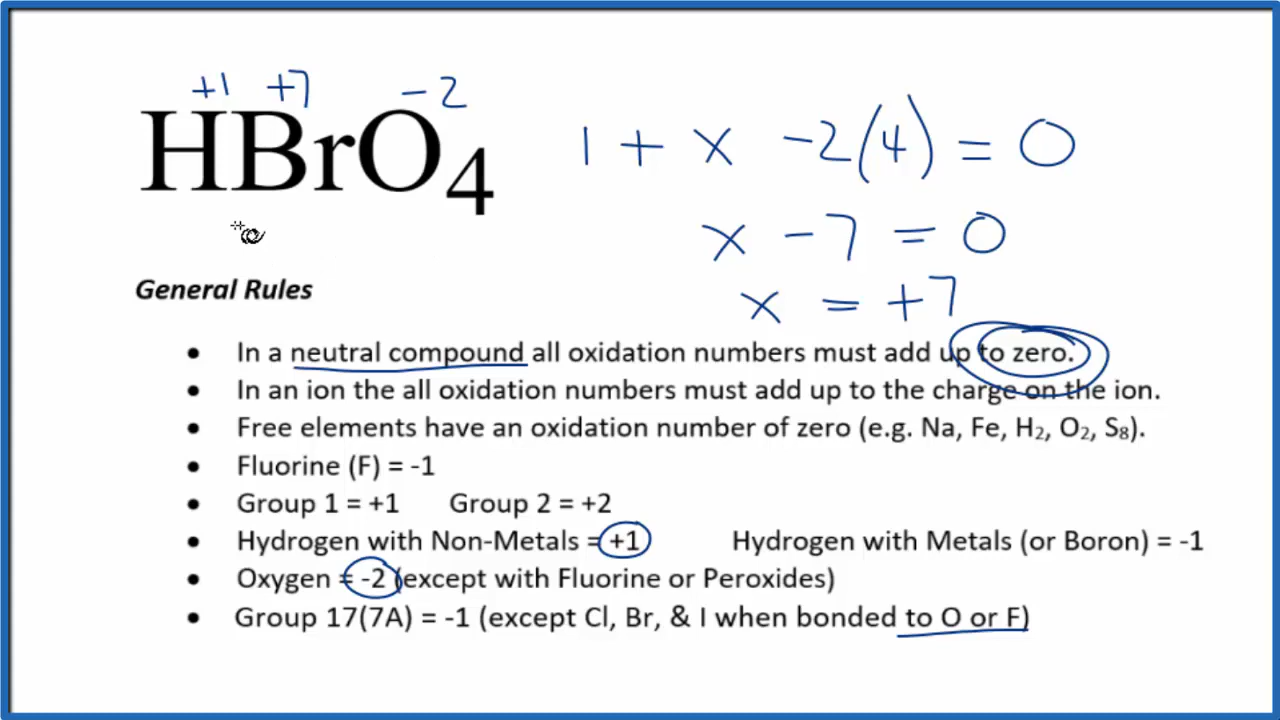 +1 +7 -2
HBrO4
1 + x -2(4) = 0
x - 7 = 0
x = +7
General Rules
• In a neutral compound all oxidation numbers must add up to zero.
• In an ion the all oxidation numbers must add up to the charge on the ion.
• Free elements have an oxidation number of zero (e.g. Na, Fe, H₂, O₂, S₈).
• Fluorine (F) = -1
• Group 1 = +1 Group 2 = +2
• Hydrogen with Non-Metals = +1 Hydrogen with Metals (or Boron) = -1
• Oxygen = -2 (except with Fluorine or Peroxides)
• Group 17(7A) = -1 (except Cl, Br, & I when bonded to O or F)